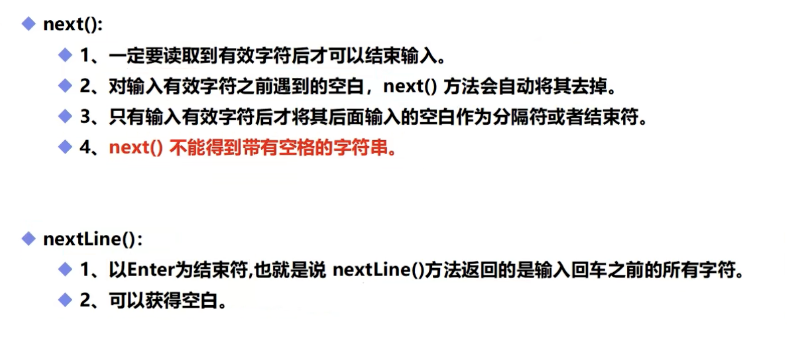 next():
1、一定要读取到有效字符后才可以结束输入。
2、对输入有效字符之前遇到的空白，next() 方法会自动将其去掉。
3、只有输入有效字符后才将其后面输入的空白作为分隔符或者结束符。
4、next() 不能得到带有空格的字符串。
nextLine():
1、以Enter为结束符,也就是说 nextLine()方法返回的是输入回车之前的所有字符。
2、可以获得空白。